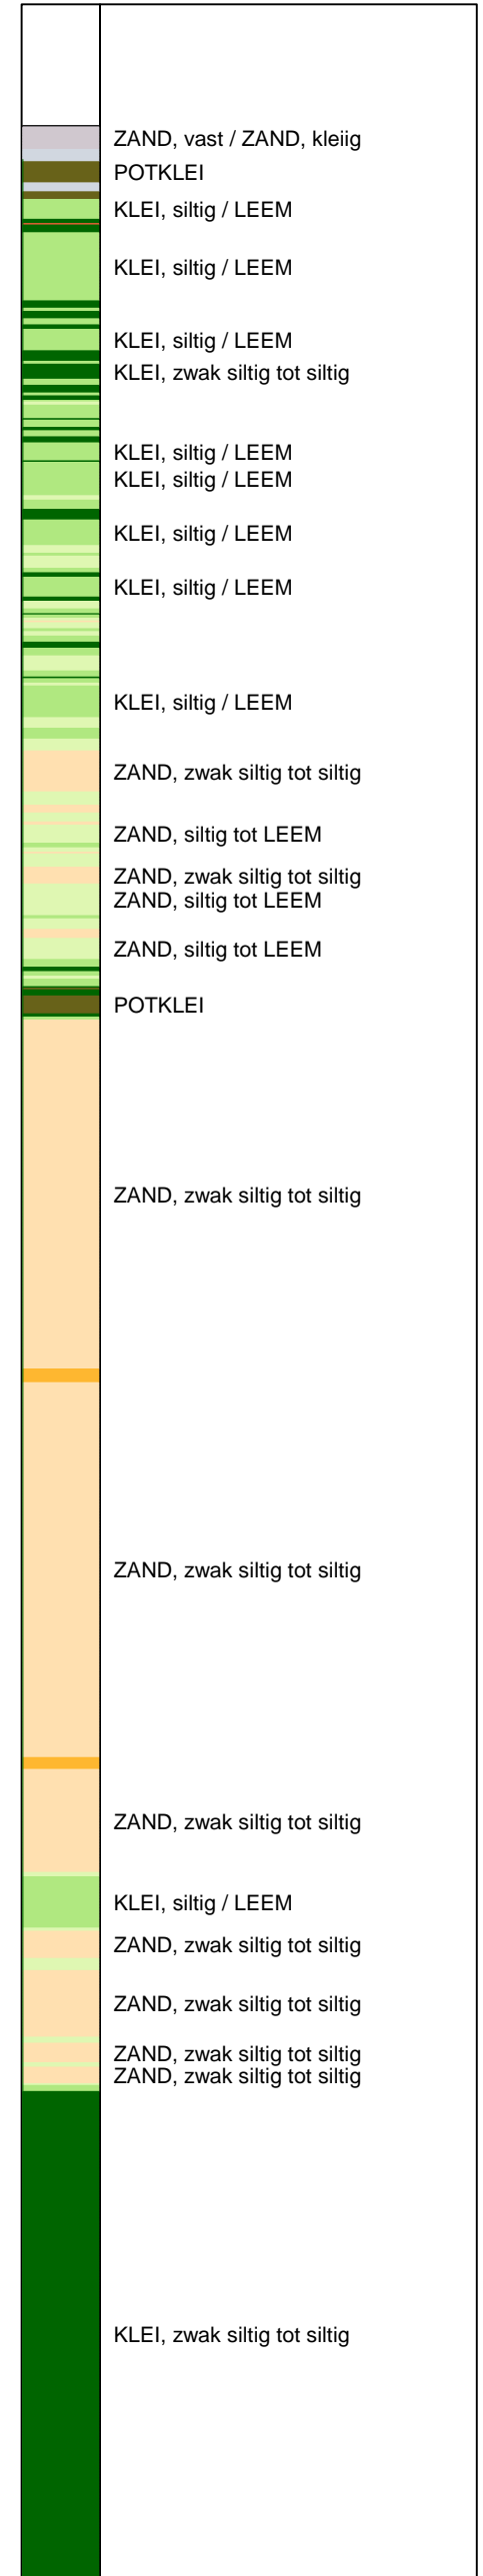 ZAND, vast / ZAND, kleiig
POTKLEI
KLEI, siltig / LEEM
KLEI, siltig / LEEM
KLEI, siltig / LEEM
KLEI, zwak siltig tot siltig
KLEI, siltig / LEEM
KLEI, siltig / LEEM
KLEI, siltig / LEEM
KLEI, siltig / LEEM
KLEI, siltig / LEEM
ZAND, zwak siltig tot siltig
ZAND, siltig tot LEEM
ZAND, zwak siltig tot siltig
ZAND, siltig tot LEEM
ZAND, siltig tot LEEM
POTKLEI
ZAND, zwak siltig tot siltig
ZAND, zwak siltig tot siltig
ZAND, zwak siltig tot siltig
KLEI, siltig / LEEM
ZAND, zwak siltig tot siltig
ZAND, zwak siltig tot siltig
ZAND, zwak siltig tot siltig
ZAND, zwak siltig tot siltig
KLEI, zwak siltig tot siltig